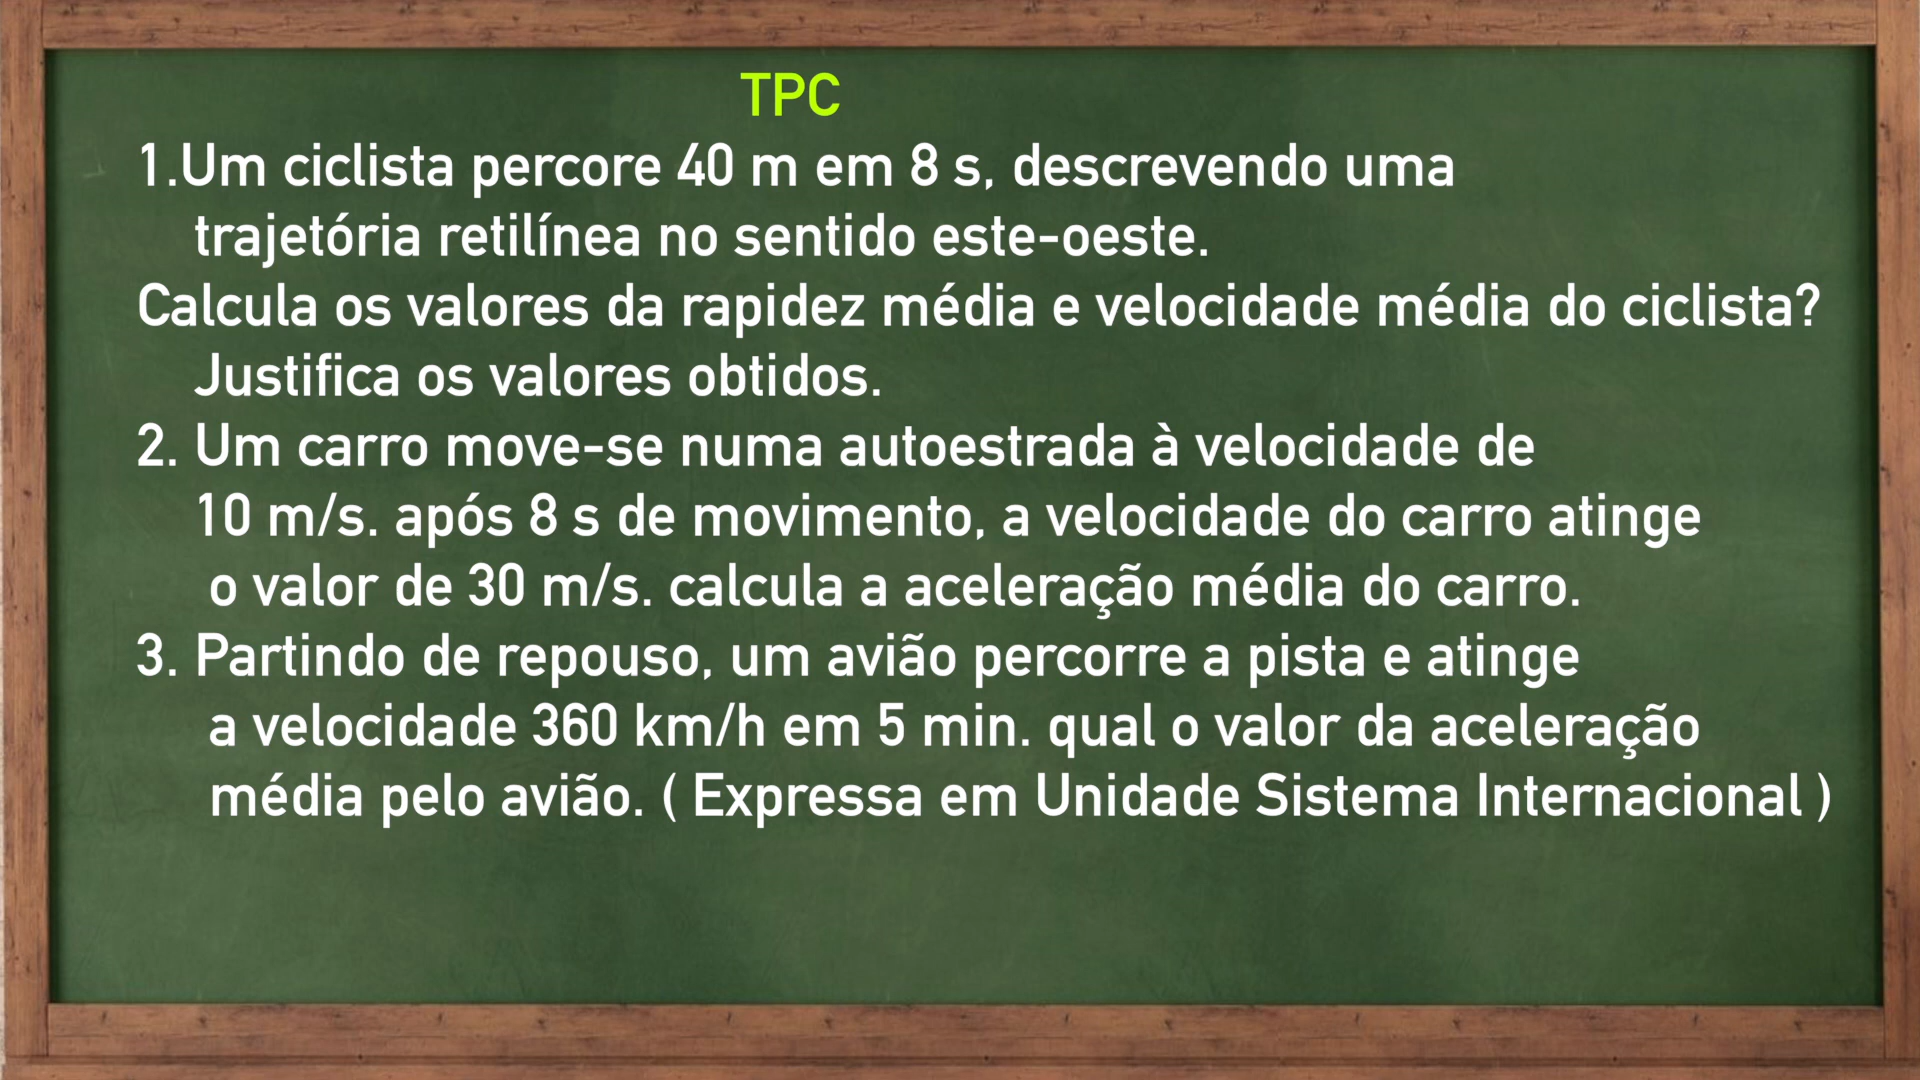 TPC
1.Um ciclista percore 40 m em 8 s, descrevendo uma
trajetória retilínea no sentido este-oeste.
Calcula os valores da rapidez média e velocidade média do ciclista?
Justifica os valores obtidos.
2. Um carro move-se numa autoestrada à velocidade de
10 m/s. após 8 s de movimento, a velocidade do carro atinge
o valor de 30 m/s. calcula a aceleração média do carro.
3. Partindo de repouso, um avião percorre a pista e atinge
a velocidade 360 km/h em 5 min. qual o valor da aceleração
média pelo avião. ( Expressa em Unidade Sistema Internacional )